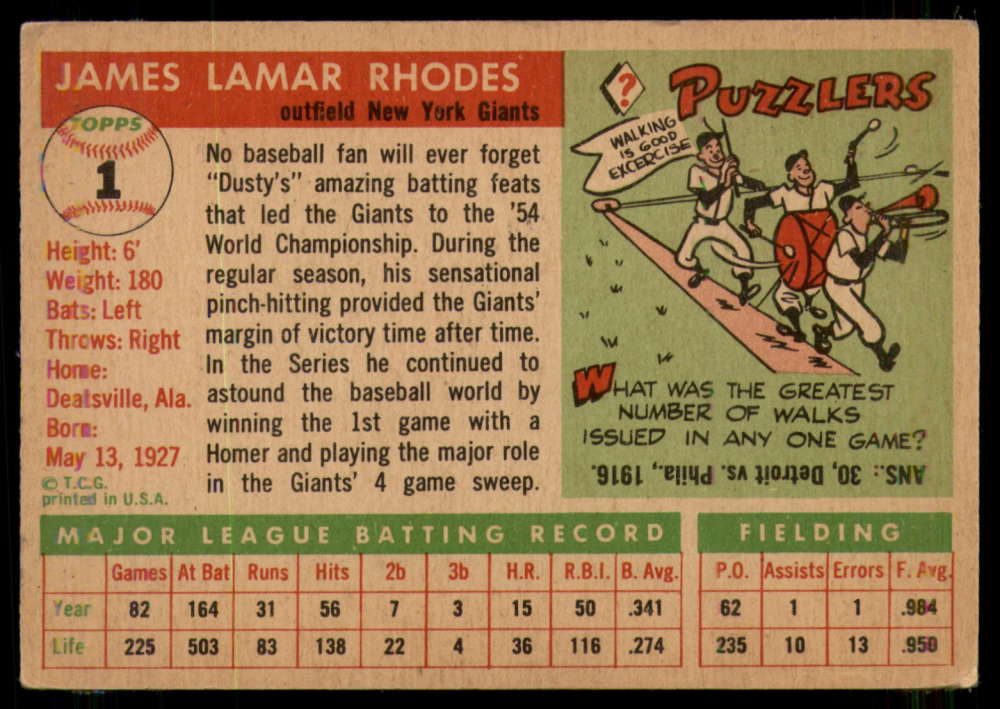 JAMES LAMAR RHODES
outfield New York Giants
TOPPS
1
Height: 6'
Weight: 180
Bats: Left
Throws: Right
Home:
Deatsville, Ala.
Born:
May 13, 1927
© T.C.G.
printed in U.S.A.
No baseball fan will ever forget
"Dusty's" amazing batting feats
that led the Giants to the '54
World Championship. During the
regular season, his sensational
pinch-hitting provided the Giants'
margin of victory time after time.
In the Series he continued to
astound the baseball world by
winning the 1st game with a
Homer and playing the major role
in the Giants' 4 game sweep.
?
PUZZLERS
WALKING
IS GOOD
EXCERCISE
WHAT WAS THE GREATEST
NUMBER OF WALKS
ISSUED IN ANY ONE GAME?
ANS.: 30, Detroit vs. Phila., 1916.
MAJOR LEAGUE BATTING RECORD
Games At Bat Runs Hits 2b 3b H.R. R.B.I. B. Avg.
Year 82 164 31 56 7 3 15 50 .341
Life 225 503 83 138 22 4 36 116 .274
FIELDING
P.O. Assists Errors F. Avg.
62 1 1 .984
235 10 13 .950